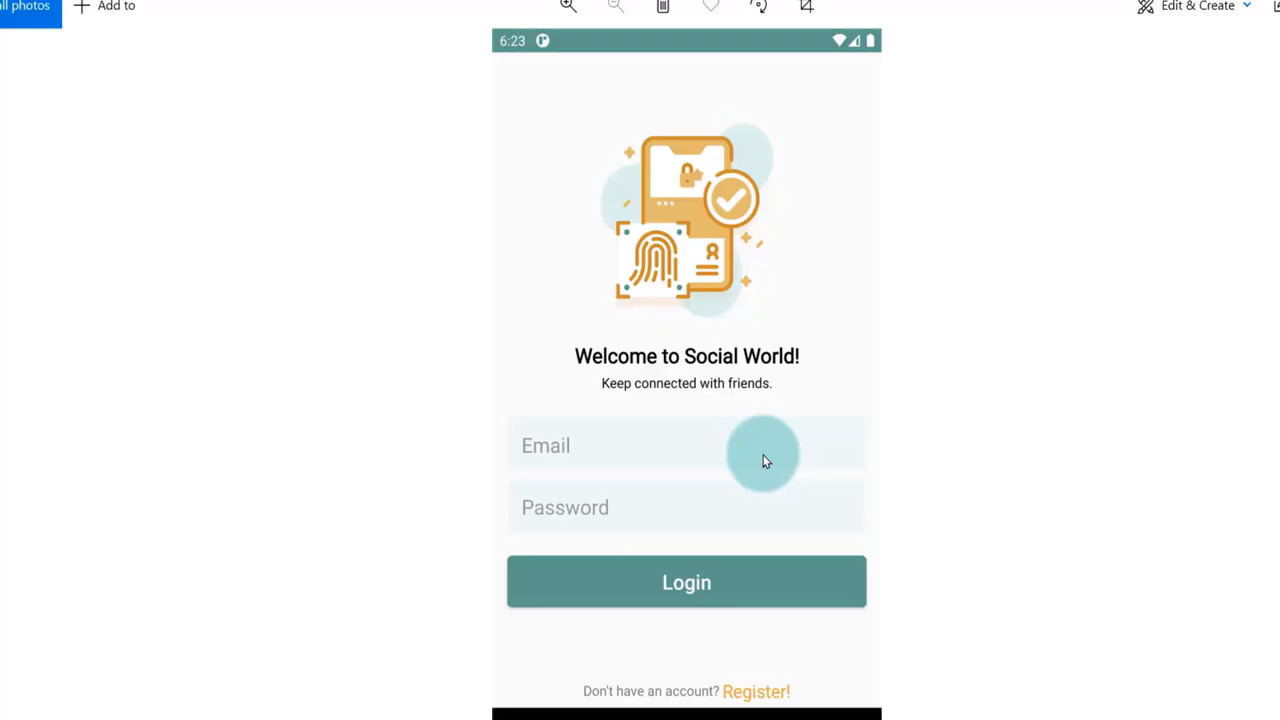 ll photos
Add to
Edit & Create
6:23
Welcome to Social World!
Keep connected with friends.
Email
Password
Login
Don't have an account? Register!